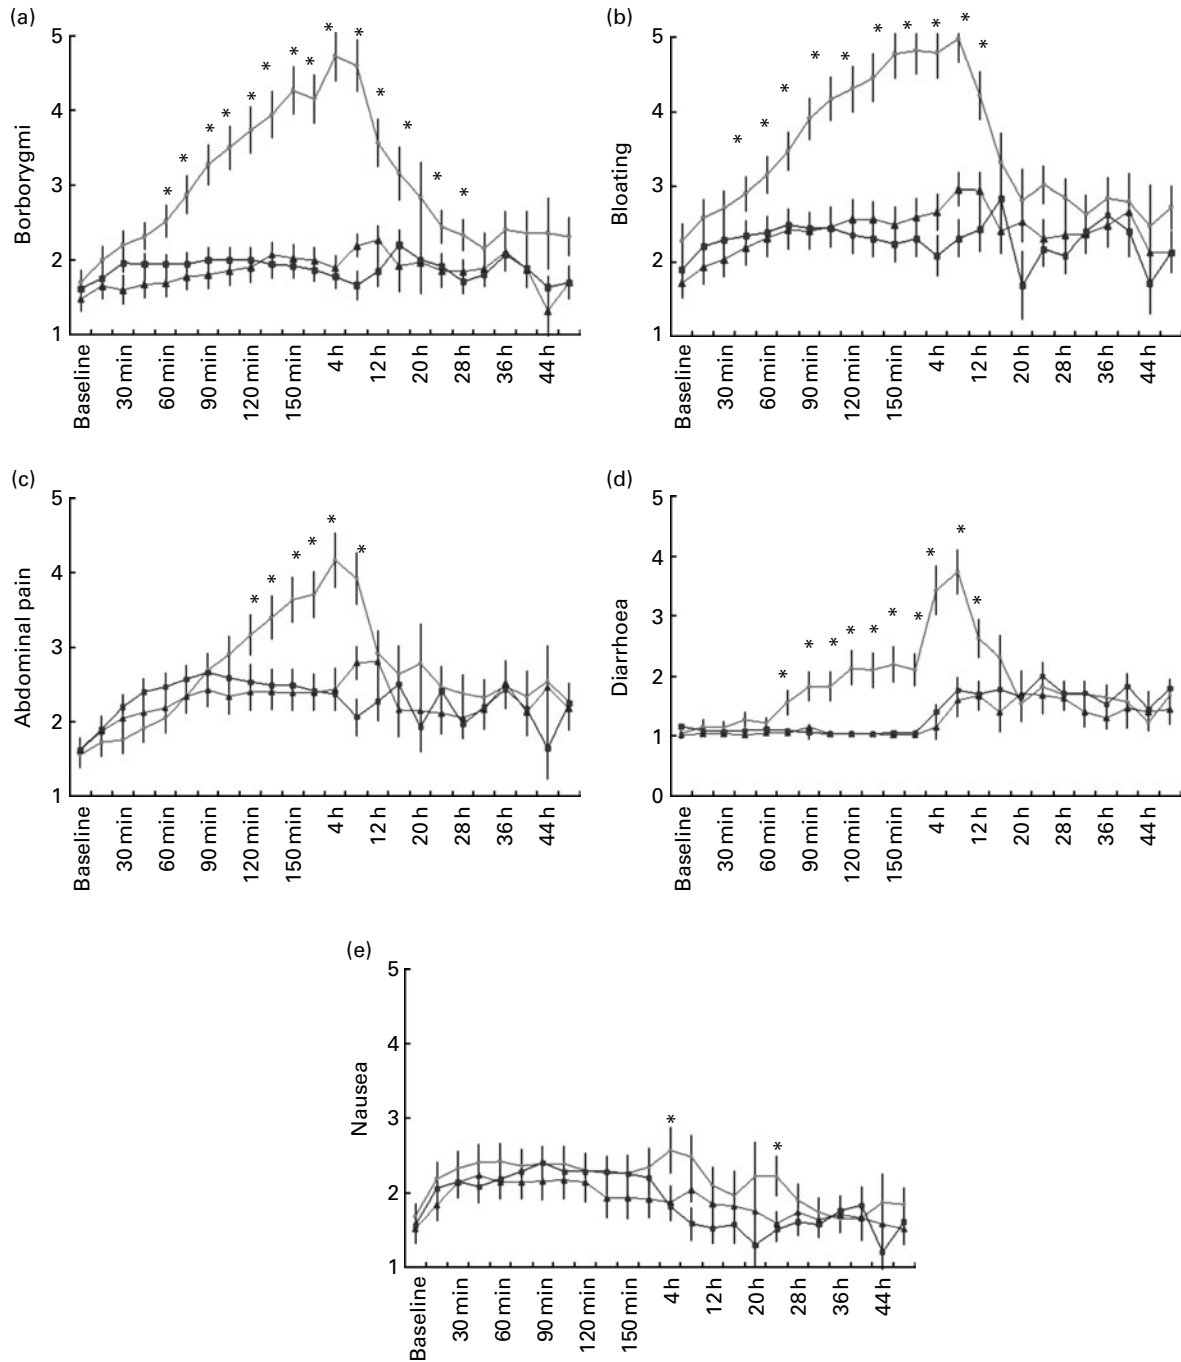 (a)
5
4
3
2
1
Borborygmi
* * * * * * * * * * * * * * *
Baseline
30 min
60 min
90 min
120 min
150 min
4 h
12 h
20 h
28 h
36 h
44 h
(b)
5
4
3
2
1
Bloating
* * * * * * * * * *
Baseline
30 min
60 min
90 min
120 min
150 min
4 h
12 h
20 h
28 h
36 h
44 h
(c)
5
4
3
2
1
Abdominal pain
* * * * * *
Baseline
30 min
60 min
90 min
120 min
150 min
4 h
12 h
20 h
28 h
36 h
44 h
(d)
5
4
3
2
1
0
Diarrhoea
* * * * * * * * * *
Baseline
30 min
60 min
90 min
120 min
150 min
4 h
12 h
20 h
28 h
36 h
44 h
(e)
5
4
3
2
1
Nausea
* *
Baseline
30 min
60 min
90 min
120 min
150 min
4 h
12 h
20 h
28 h
36 h
44 h